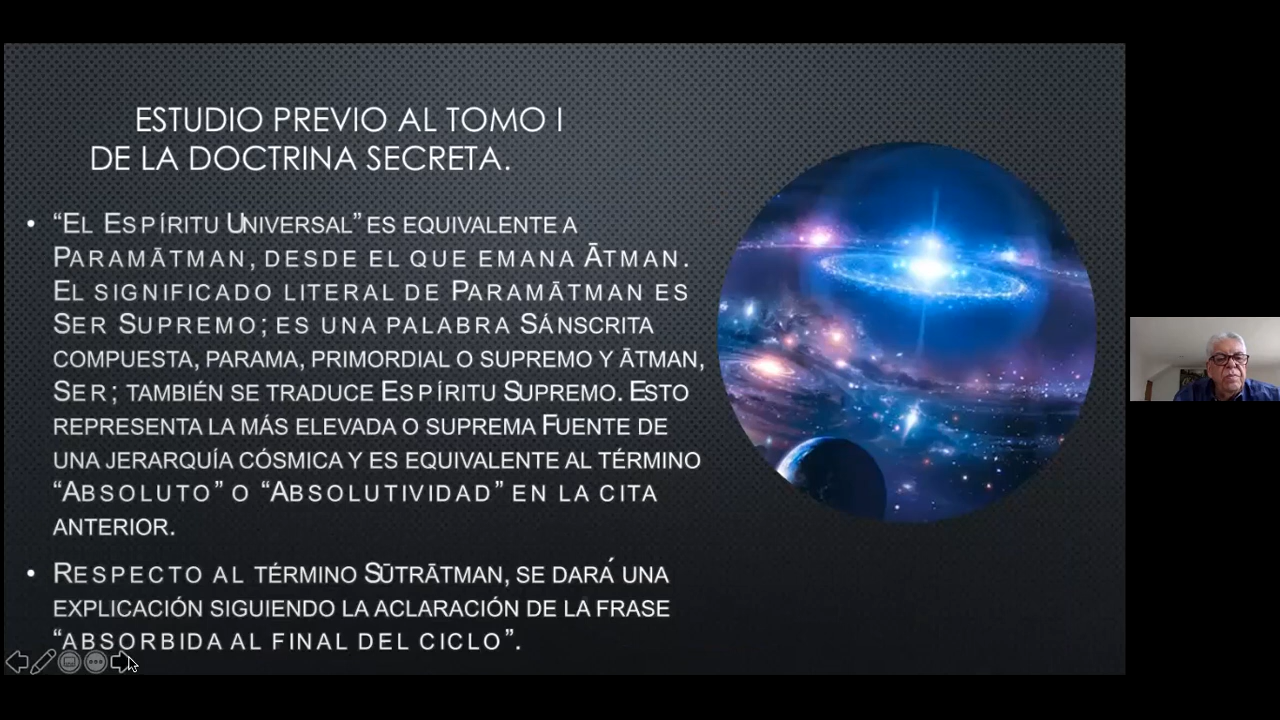 ESTUDIO PREVIO AL TOMO I
DE LA DOCTRINA SECRETA.
• “EL ESPÍRITU UNIVERSAL” ES EQUIVALENTE A
PARAMĀTMAN, DESDE EL QUE EMANA ĀTMAN.
EL SIGNIFICADO LITERAL DE PARAMĀTMAN ES
SER SUPREMO; ES UNA PALABRA SÁNSCRITA
COMPUESTA, PARAMA, PRIMORDIAL O SUPREMO Y ĀTMAN,
SER; TAMBIÉN SE TRADUCE ESPÍRITU SUPREMO. ESTO
REPRESENTA LA MÁS ELEVADA O SUPREMA FUENTE DE
UNA JERARQUÍA CÓSMICA Y ES EQUIVALENTE AL TÉRMINO
“ABSOLUTO” O “ABSOLUTIVIDAD” EN LA CITA
ANTERIOR.
• RESPECTO AL TÉRMINO SŪTRĀTMAN, SE DARÁ UNA
EXPLICACIÓN SIGUIENDO LA ACLARACIÓN DE LA FRASE
“ABSORBIDA AL FINAL DEL CICLO”.